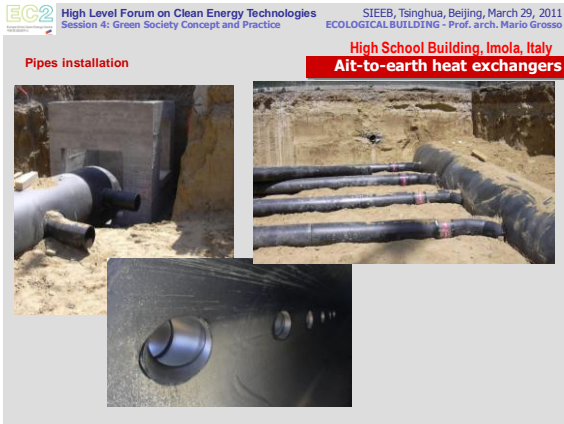 EC2
High Level Forum on Clean Energy Technologies
Session 4: Green Society Concept and Practice
SIEEB, Tsinghua, Beijing, March 29, 2011
ECOLOGICAL BUILDING - Prof. arch. Mario Grosso
High School Building, Imola, Italy
Ait-to-earth heat exchangers
Pipes installation